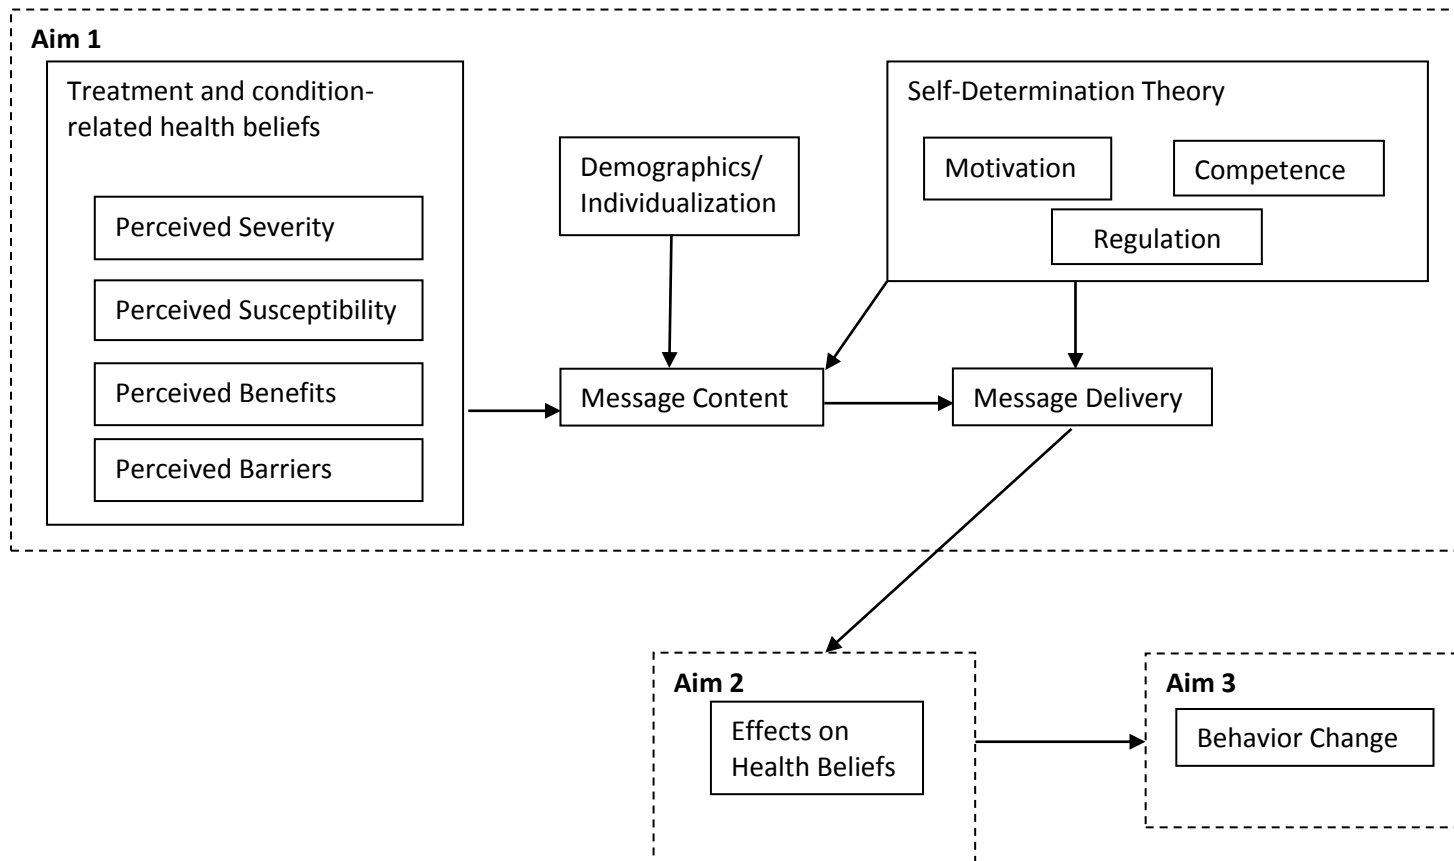 Aim 1
Treatment and condition-
related health beliefs
Perceived Severity
Perceived Susceptibility
Perceived Benefits
Perceived Barriers
Demographics/
Individualization
Self-Determination Theory
Motivation
Competence
Regulation
Message Content
Message Delivery
Aim 2
Effects on
Health Beliefs
Aim 3
Behavior Change